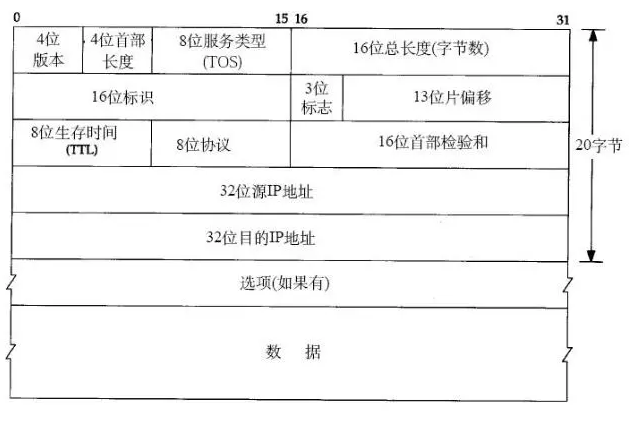 0 15 16 31
4位版本 4位首部长度 8位服务类型(TOS) 16位总长度(字节数)
16位标识 3位标志 13位片偏移
8位生存时间(TTL) 8位协议 16位首部检验和
20字节
32位源IP地址
32位目的IP地址
选项(如果有)
数 据